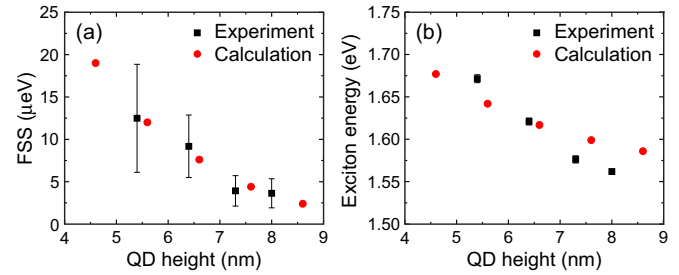 (a)
Experiment
Calculation
FSS (μeV)
25
20
15
10
5
0
4 5 6 7 8 9
QD height (nm)
(b)
Experiment
Calculation
Exciton energy (eV)
1.75
1.70
1.65
1.60
1.55
1.50
4 5 6 7 8 9
QD height (nm)